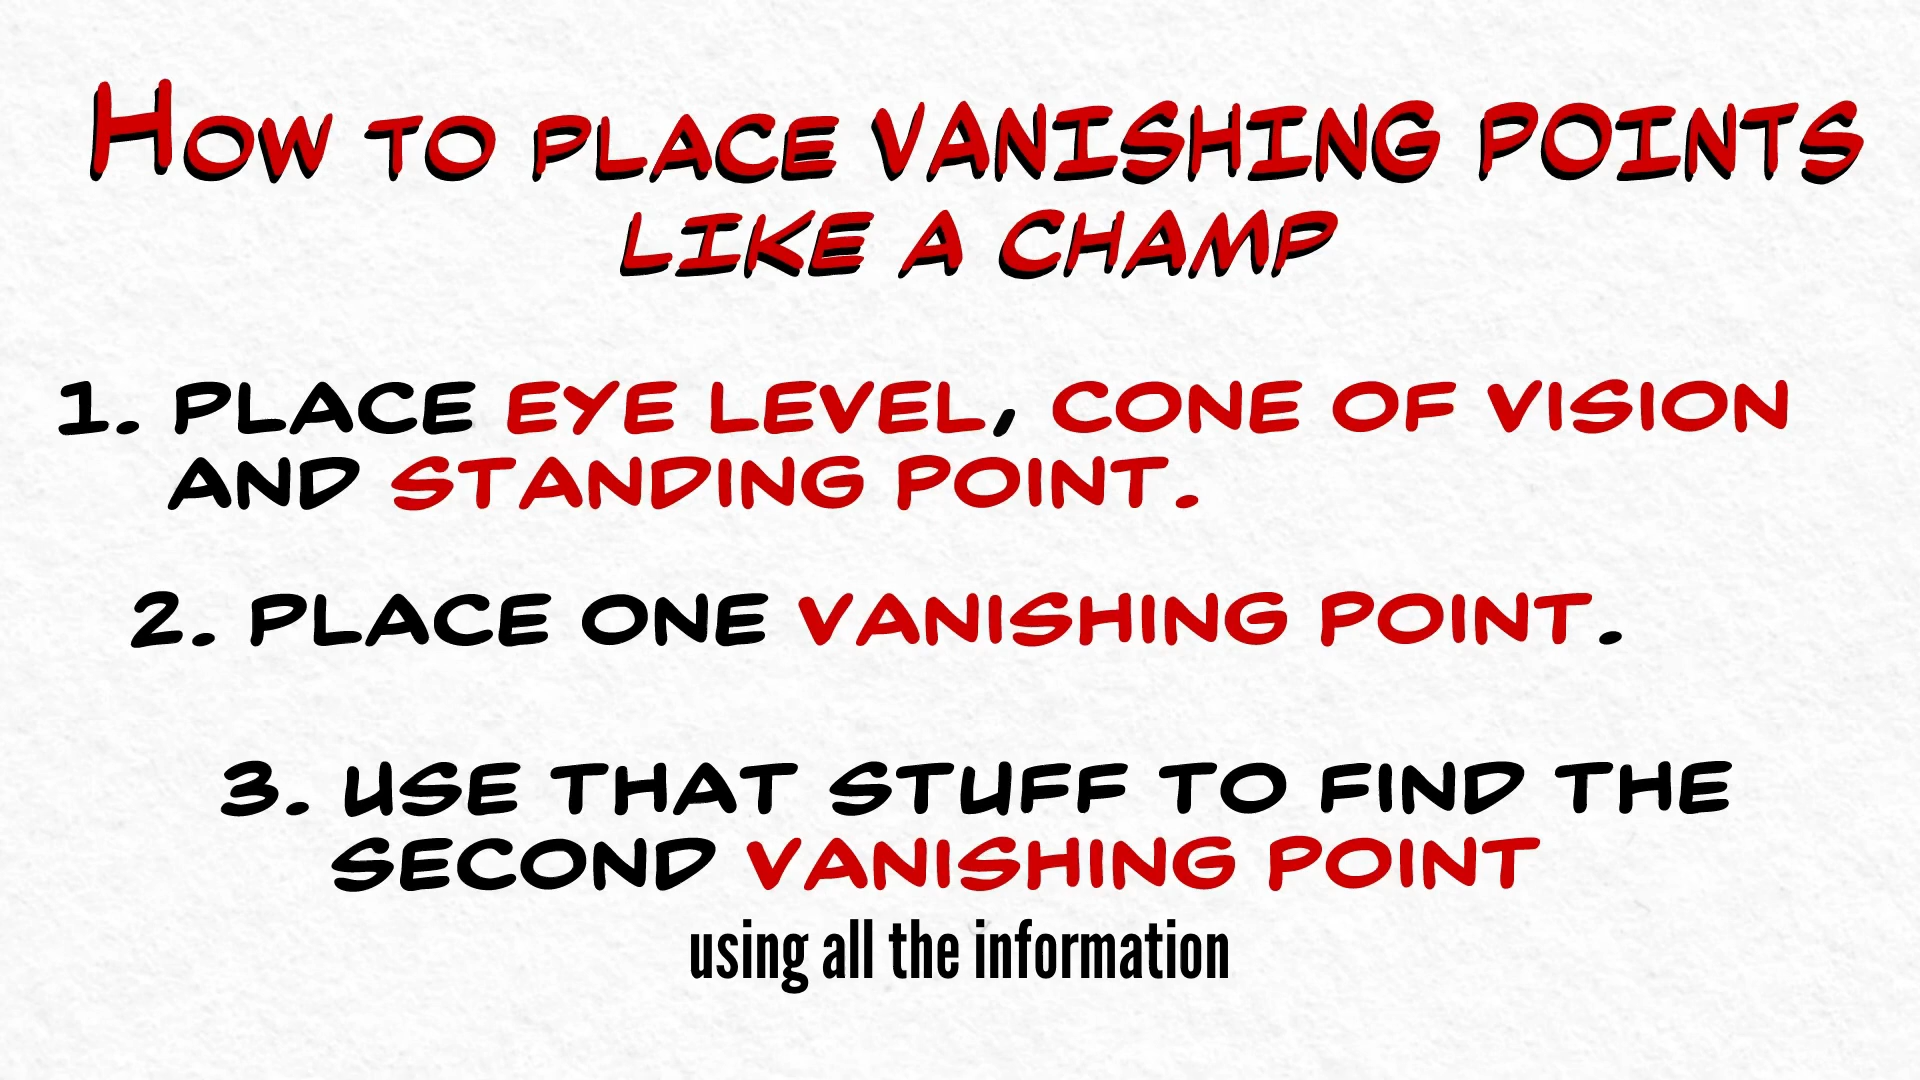 How to place VANISHING POINTS
LIKE A CHAMP
1. PLACE EYE LEVEL, CONE OF VISION
AND STANDING POINT.
2. PLACE ONE VANISHING POINT.
3. USE THAT STUFF TO FIND THE
SECOND VANISHING POINT
using all the information